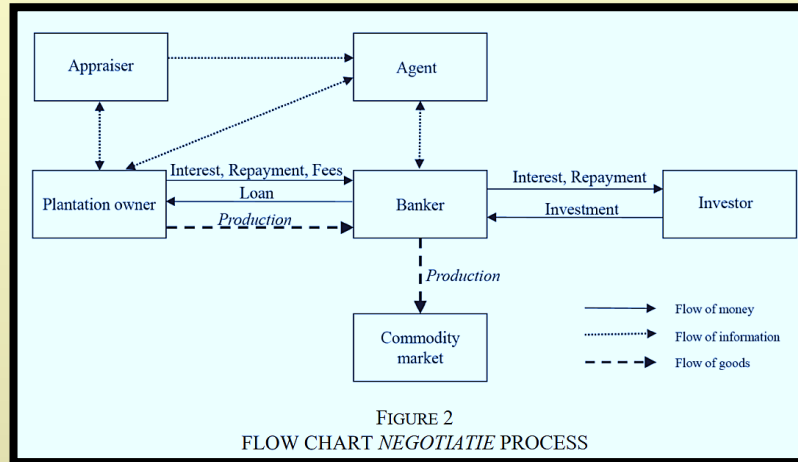 Appraiser
Agent
Plantation owner
Interest, Repayment, Fees
Loan
Production
Banker
Interest, Repayment
Investment
Investor
Production
Commodity
market
Flow of money
Flow of information
Flow of goods
FIGURE 2
FLOW CHART NEGOTIATIE PROCESS